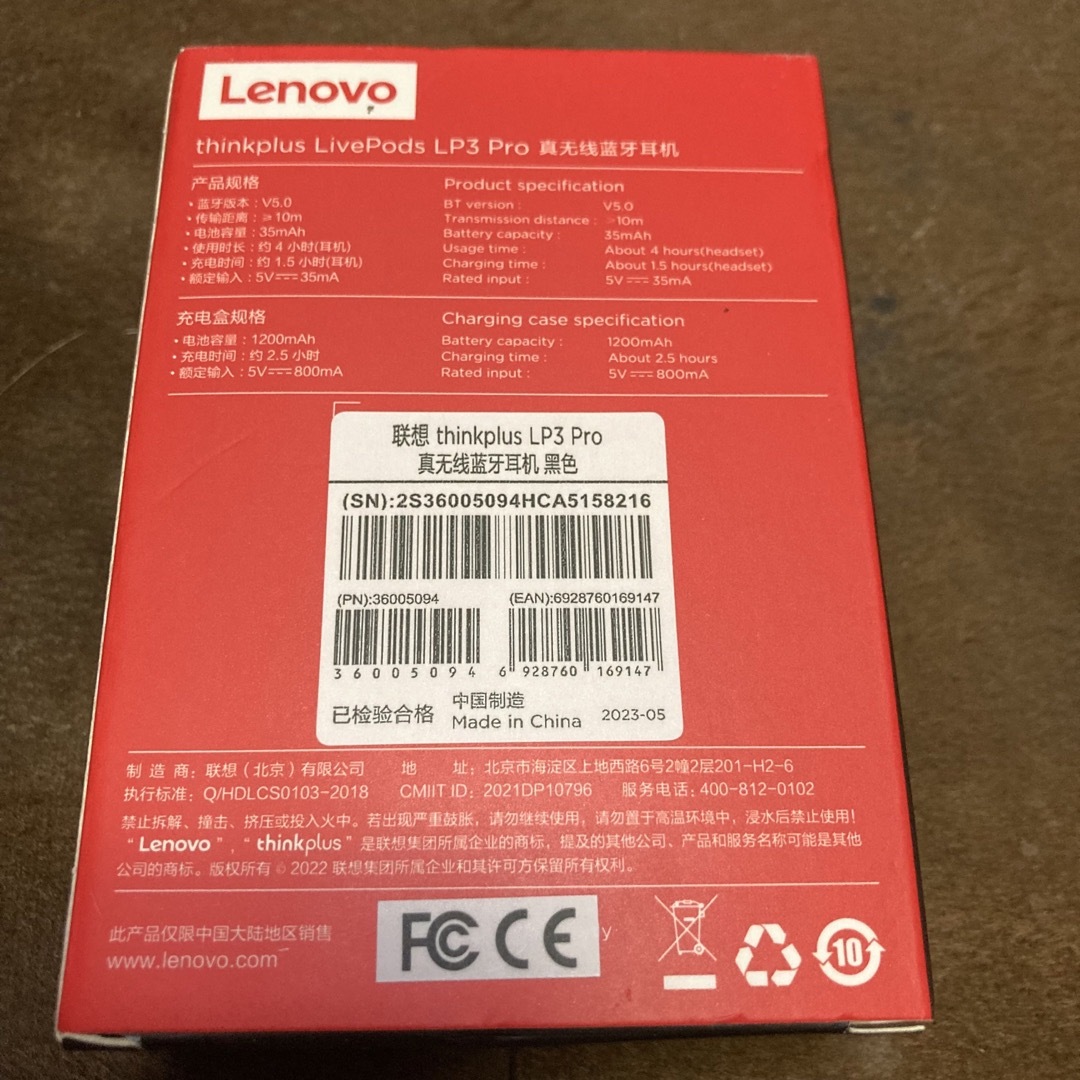 Lenovo
thinkplus LivePods LP3 Pro 真无线蓝牙耳机
产品规格
• 蓝牙版本：V5.0
• 传输距离：≥10m
• 电池容量：35mAh
• 使用时长：约 4 小时(耳机)
• 充电时间：约 1.5 小时(耳机)
• 额定输入：5V⎓35mA
Product specification
BT version : V5.0
Transmission distance : ≥10m
Battery capacity : 35mAh
Usage time : About 4 hours(headset)
Charging time : About 1.5 hours(headset)
Rated input : 5V ⎓ 35mA
充电盒规格
• 电池容量：1200mAh
• 充电时间：约 2.5 小时
• 额定输入：5V⎓800mA
Charging case specification
Battery capacity : 1200mAh
Charging time : About 2.5 hours
Rated input : 5V ⎓ 800mA
联想 thinkplus LP3 Pro
真无线蓝牙耳机 黑色
(SN):2S36005094HCA5158216
(PN):36005094 (EAN):6928760169147
36005094 6 928760 169147
已检验合格 中国制造
Made in China 2023-05
制 造 商：联想（北京）有限公司 地 址：北京市海淀区上地西路6号2幢2层201-H2-6
执行标准：Q/HDLCS0103-2018 CMIIT ID：2021DP10796 服务电话：400-812-0102
禁止拆解、撞击、挤压或投入火中。若出现严重鼓胀，请勿继续使用，请勿置于高温环境中，浸水后禁止使用！
“ Lenovo ”，“ thinkplus ” 是联想集团所属企业的商标，提及的其他公司、产品和服务名称可能是其他
公司的商标。版权所有 © 2022 联想集团所属企业和其许可方保留所有权利。
此产品仅限中国大陆地区销售
www.lenovo.com
FC CE
y
10